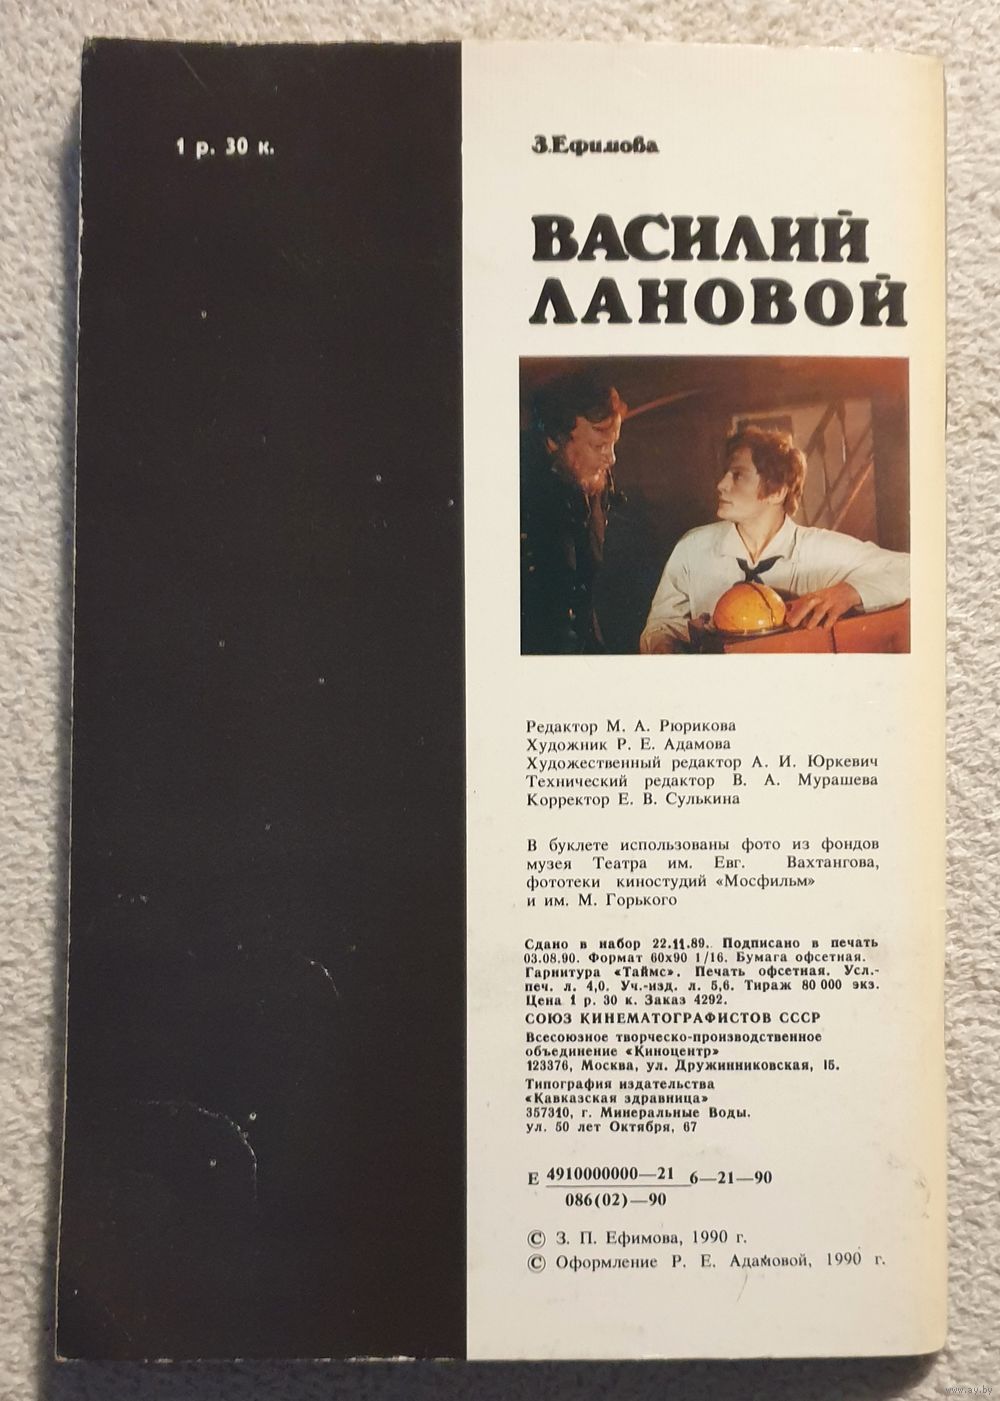 1 р. 30 к.
З.Ефимова
ВАСИЛИЙ
ЛАНОВОЙ
Редактор М. А. Рюрикова
Художник Р. Е. Адамова
Художественный редактор А. И. Юркевич
Технический редактор В. А. Мурашева
Корректор Е. В. Сулькина
В буклете использованы фото из фондов
музея Театра им. Евг. Вахтангова,
фототеки киностудий «Мосфильм»
и им. М. Горького
Сдано в набор 22.11.89. Подписано в печать
03.08.90. Формат 60х90 1/16. Бумага офсетная.
Гарнитура «Таймс». Печать офсетная. Усл.-
печ. л. 4,0. Уч.-изд. л. 5,6. Тираж 80 000 экз.
Цена 1 р. 30 к. Заказ 4292.
СОЮЗ КИНЕМАТОГРАФИСТОВ СССР
Всесоюзное творческо-производственное
объединение «Киноцентр»
123376, Москва, ул. Дружинниковская, 15.
Типография издательства
«Кавказская здравница»
357310, г. Минеральные Воды.
ул. 50 лет Октября, 67
Е 4910000000—21 6—21—90
086(02)—90
© З. П. Ефимова, 1990 г.
© Оформление Р. Е. Адамовой, 1990 г.
www.ay.by